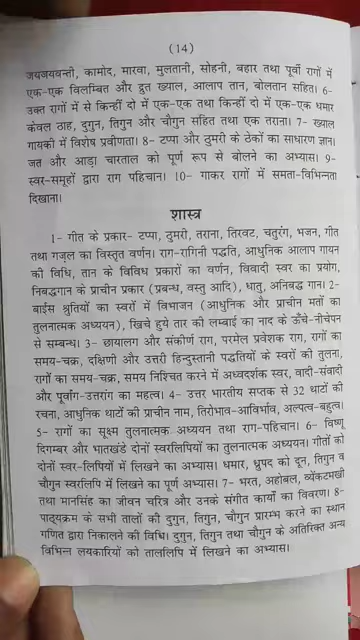 (14)
जयजयवन्ती, कामोद, मारवा, मुलतानी, सोहनी, बहार तथा पूर्वी रागों में
एक-एक विलम्बित और द्रुत ख्याल, आलाप तान, बोलतान सहित। 6-
उक्त रागों में से किन्हीं दो में एक-एक तथा किन्हीं दो में एक-एक धमार
केवल ठाह, दुगुन, तिगुन और चौगुन सहित तथा एक तराना। 7- ख्याल
गायकी में विशेष प्रवीणता। 8- टप्पा और ठुमरी के ठेकों का साधारण ज्ञान।
जत और आड़ा चारताल को पूर्ण रूप से बोलने का अभ्यास। 9-
स्वर-समूहों द्वारा राग पहिचान। 10- गाकर रागों में समता-विभिन्नता
दिखाना।
शास्त्र
1- गीत के प्रकार- टप्पा, ठुमरी, तराना, तिरवट, चतुरंग, भजन, गीत
तथा गजल का विस्तृत वर्णन। राग-रागिनी पद्धति, आधुनिक आलाप गायन
की विधि, तान के विविध प्रकारों का वर्णन, विवादी स्वर का प्रयोग,
निबद्धगान के प्राचीन प्रकार (प्रबन्ध, वस्तु आदि), धातु, अनिबद्ध गान। 2-
बाईस श्रुतियों का स्वरों में विभाजन (आधुनिक और प्राचीन मतों का
तुलनात्मक अध्ययन), खिंचे हुये तार की लम्बाई का नाद के ऊँचे-नीचेपन
से सम्बन्ध। 3- छायालग और संकीर्ण राग, परमेल प्रवेशक राग, रागों का
समय-चक्र, दक्षिणी और उत्तरी हिन्दुस्तानी पद्धतियों के स्वरों की तुलना,
रागों का समय-चक्र, समय निश्चित करने में अध्वदर्शक स्वर, वादी-संवादी
और पूर्वांग-उत्तरांग का महत्व। 4- उत्तर भारतीय सप्तक से 32 थाटों की
रचना, आधुनिक थाटों की प्राचीन नाम, तिरोभाव-आविर्भाव, अल्पत्व-बहुत्व।
5- रागों का सूक्ष्म तुलनात्मक अध्ययन तथा राग-पहिचान। 6- विष्णु
दिगम्बर और भातखंडे दोनों स्वरलिपियों का तुलनात्मक अध्ययन। गीतों को
दोनों स्वर-लिपियों में लिखने का अभ्यास। धमार, ध्रुपद को दून, तिगुन व
चौगुन स्वरलिपि में लिखने का पूर्ण अभ्यास। 7- भरत, अहोबल, व्यंकटमखी
तथा मानसिंह का जीवन चरित्र और उनके संगीत कार्यों का विवरण। 8-
पाठ्यक्रम के सभी तालों की दुगुन, तिगुन, चौगुन प्रारम्भ करने का स्थान
गणित द्वारा निकालने की विधि। दुगुन, तिगुन तथा चौगुन के अतिरिक्त अन्य
विभिन्न लयकारियों को ताललिपि में लिखने का अभ्यास।